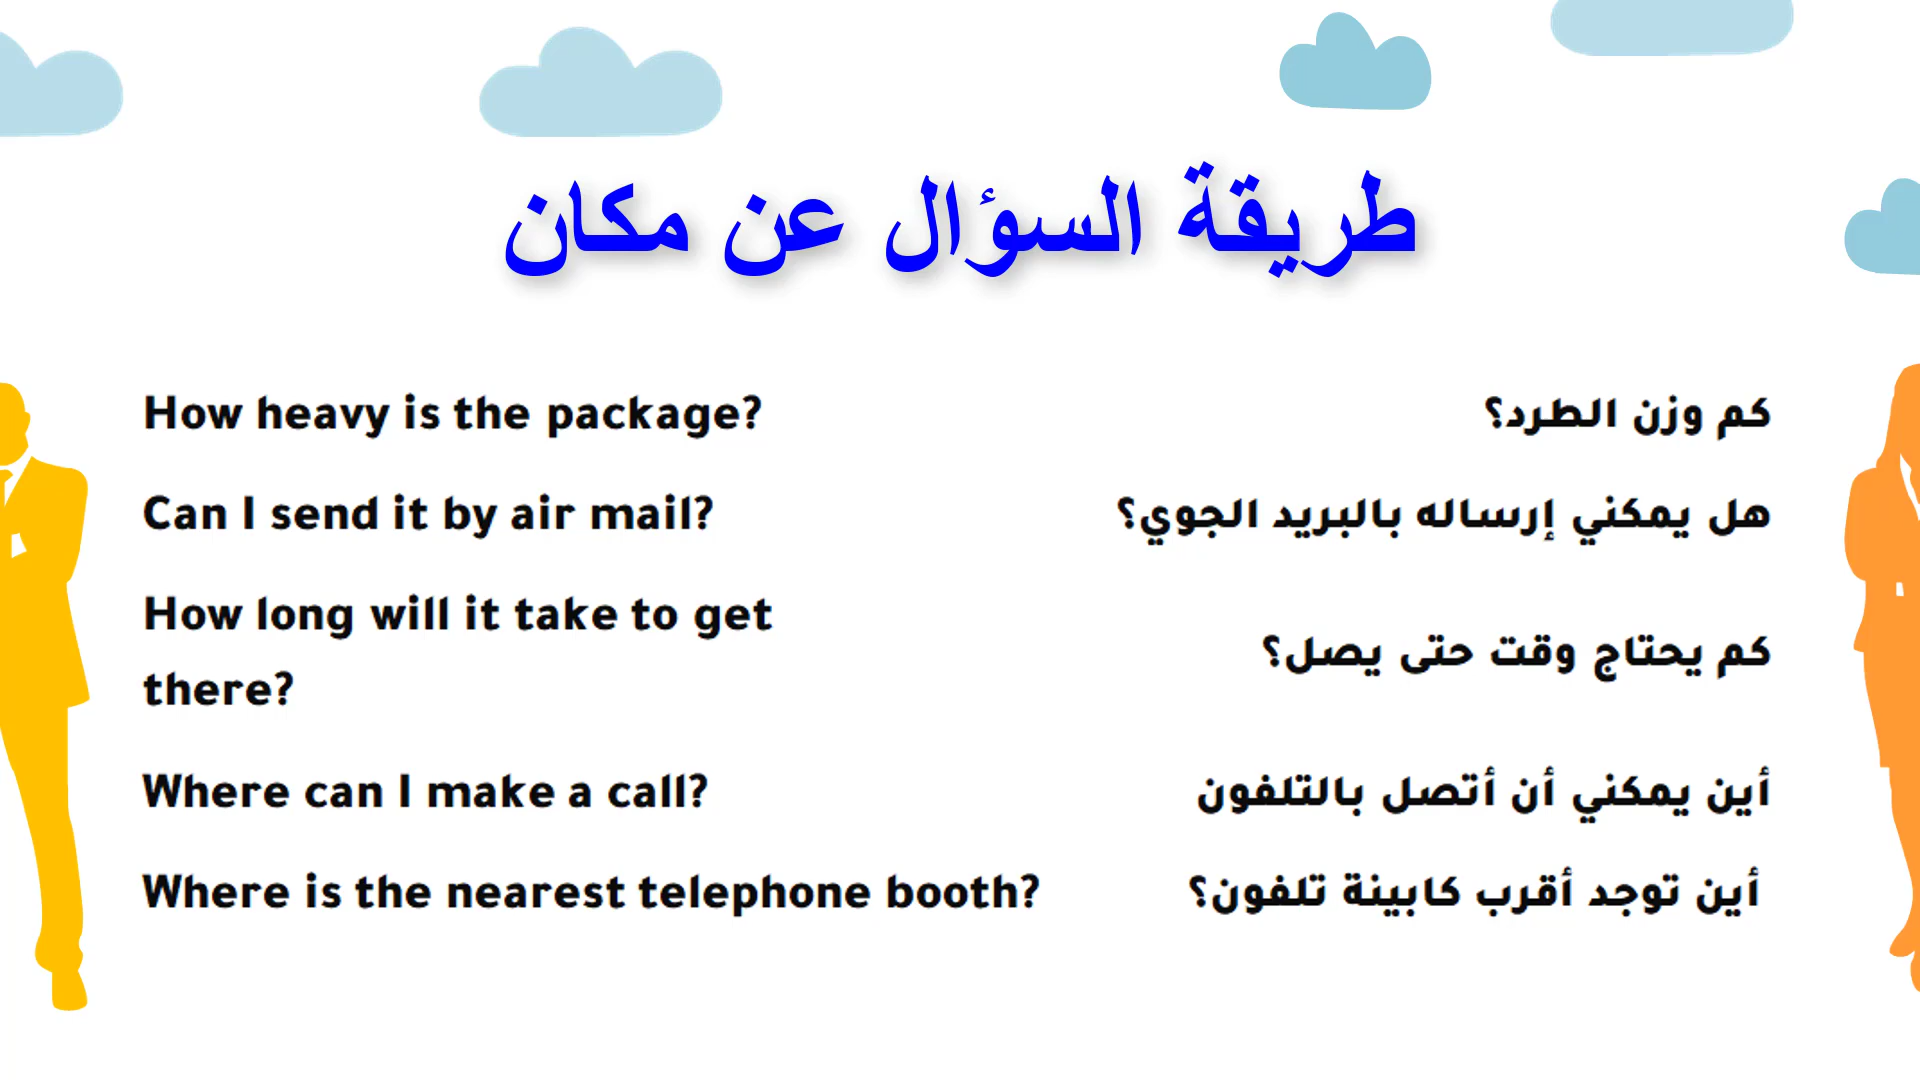 طريقة السؤال عن مكان
How heavy is the package?
كم وزن الطرد؟
Can I send it by air mail?
هل يمكنني إرساله بالبريد الجوي؟
How long will it take to get
there?
كم يحتاج وقت حتى يصل؟
Where can I make a call?
أين يمكنني أن أتصل بالتلفون
Where is the nearest telephone booth?
أين توجد أقرب كابينة تلفون؟